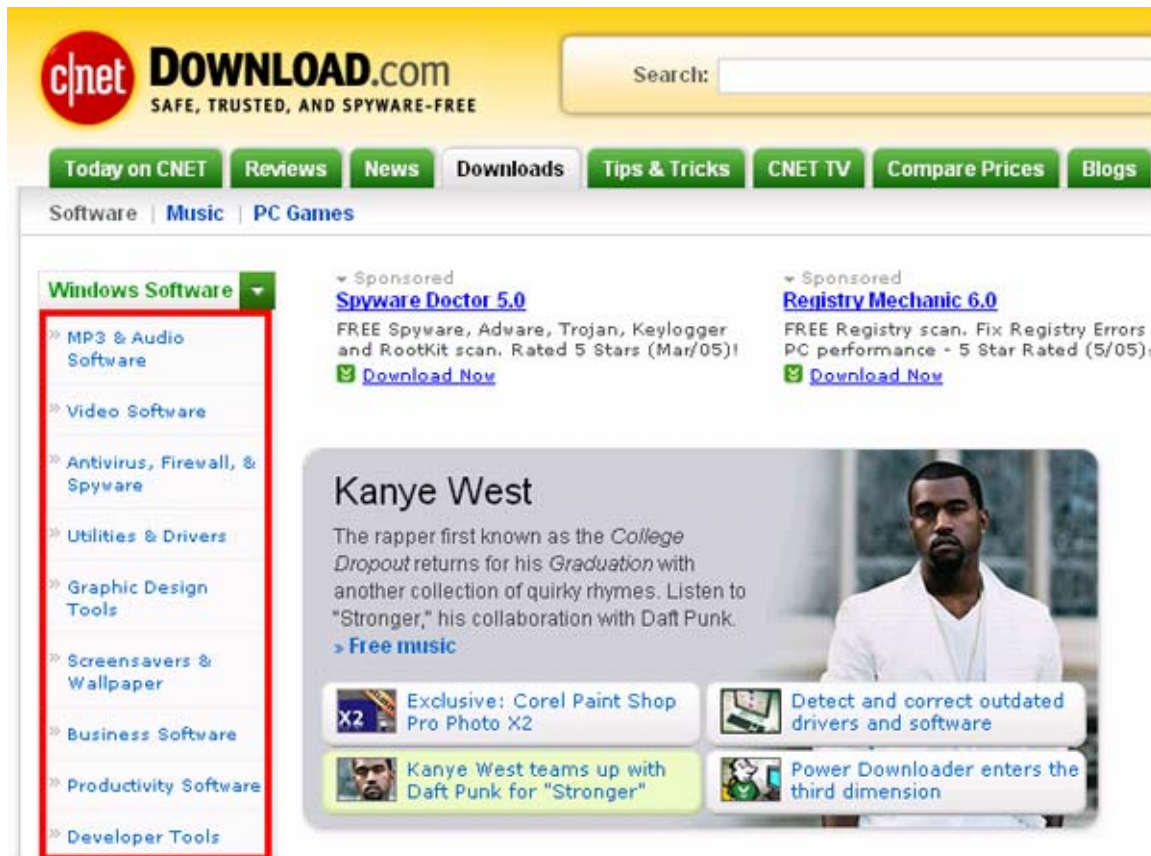 c|net DOWNLOAD.com
SAFE, TRUSTED, AND SPYWARE-FREE
Search:
Today on CNET Reviews News Downloads Tips & Tricks CNET TV Compare Prices Blogs
Software | Music | PC Games
Windows Software
» MP3 & Audio
Software
» Video Software
» Antivirus, Firewall, &
Spyware
» Utilities & Drivers
» Graphic Design
Tools
» Screensavers &
Wallpaper
» Business Software
» Productivity Software
» Developer Tools
Sponsored
Spyware Doctor 5.0
FREE Spyware, Adware, Trojan, Keylogger
and RootKit scan. Rated 5 Stars (Mar/05)!
Download Now
Sponsored
Registry Mechanic 6.0
FREE Registry scan. Fix Registry Errors
PC performance - 5 Star Rated (5/05)
Download Now
Kanye West
The rapper first known as the College
Dropout returns for his Graduation with
another collection of quirky rhymes. Listen to
"Stronger," his collaboration with Daft Punk.
» Free music
X2
Exclusive: Corel Paint Shop
Pro Photo X2
Detect and correct outdated
drivers and software
Kanye West teams up with
Daft Punk for "Stronger"
Power Downloader enters the
third dimension